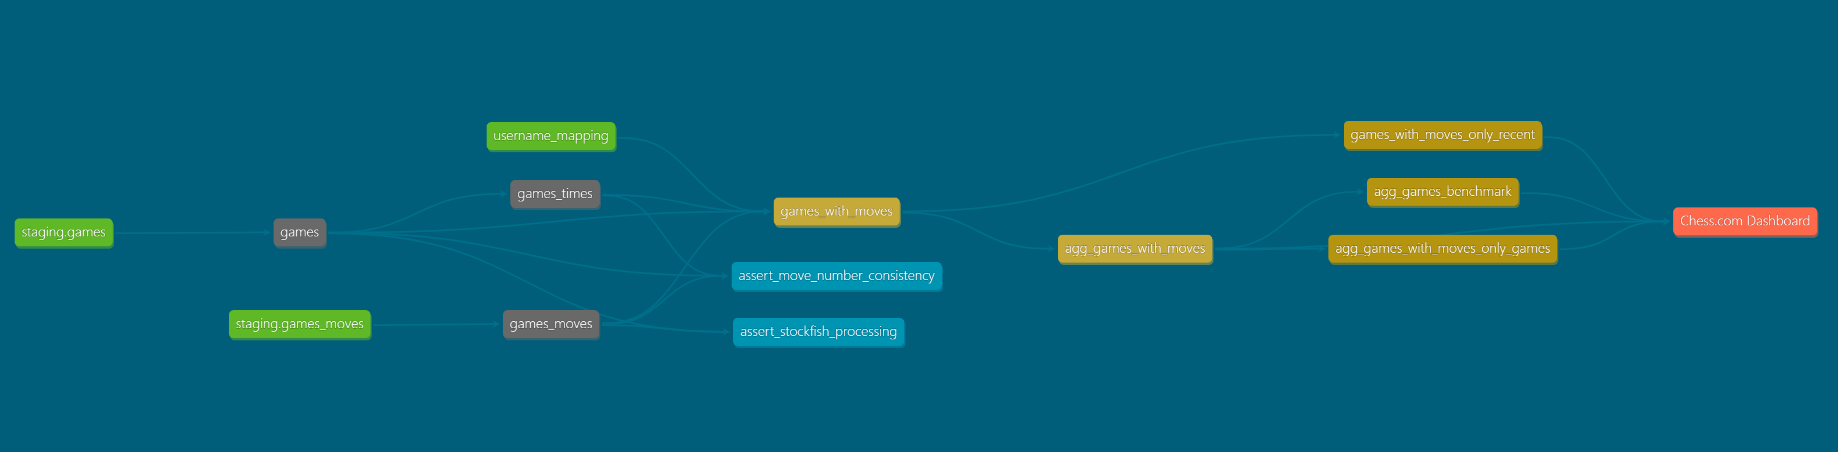 username_mapping
games_with_moves_only_recent
games_times
agg_games_benchmark
games_with_moves
Chess.com Dashboard
staging.games
games
agg_games_with_moves
agg_games_with_moves_only_games
assert_move_number_consistency
staging.games_moves
games_moves
assert_stockfish_processing